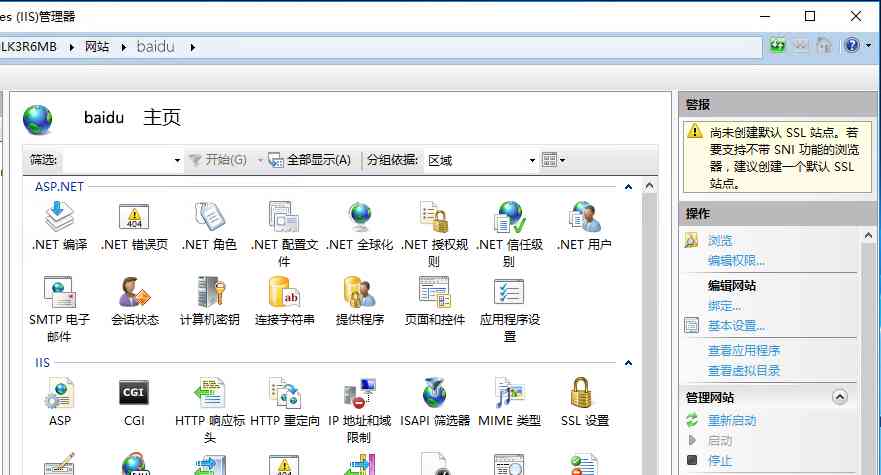 es (IIS)管理器
LK3R6MB ▸ 网站 ▸ baidu ▸
baidu 主页
筛选: 开始(G) 全部显示(A) 分组依据: 区域
ASP.NET
.NET 编译 .NET 错误页 .NET 角色 .NET 配置文件 .NET 全球化 .NET 授权规则 .NET 信任级别 .NET 用户
SMTP 电子邮件 会话状态 计算机密钥 连接字符串 提供程序 页面和控件 应用程序设置
IIS
ASP CGI HTTP 响应标头 HTTP 重定向 IP 地址和域限制 ISAPI 筛选器 MIME 类型 SSL 设置
警报
尚未创建默认 SSL 站点。若
要支持不带 SNI 功能的浏览
器，建议创建一个默认 SSL
站点。
操作
浏览
编辑权限...
编辑网站
绑定...
基本设置...
查看应用程序
查看虚拟目录
管理网站
重新启动
启动
停止